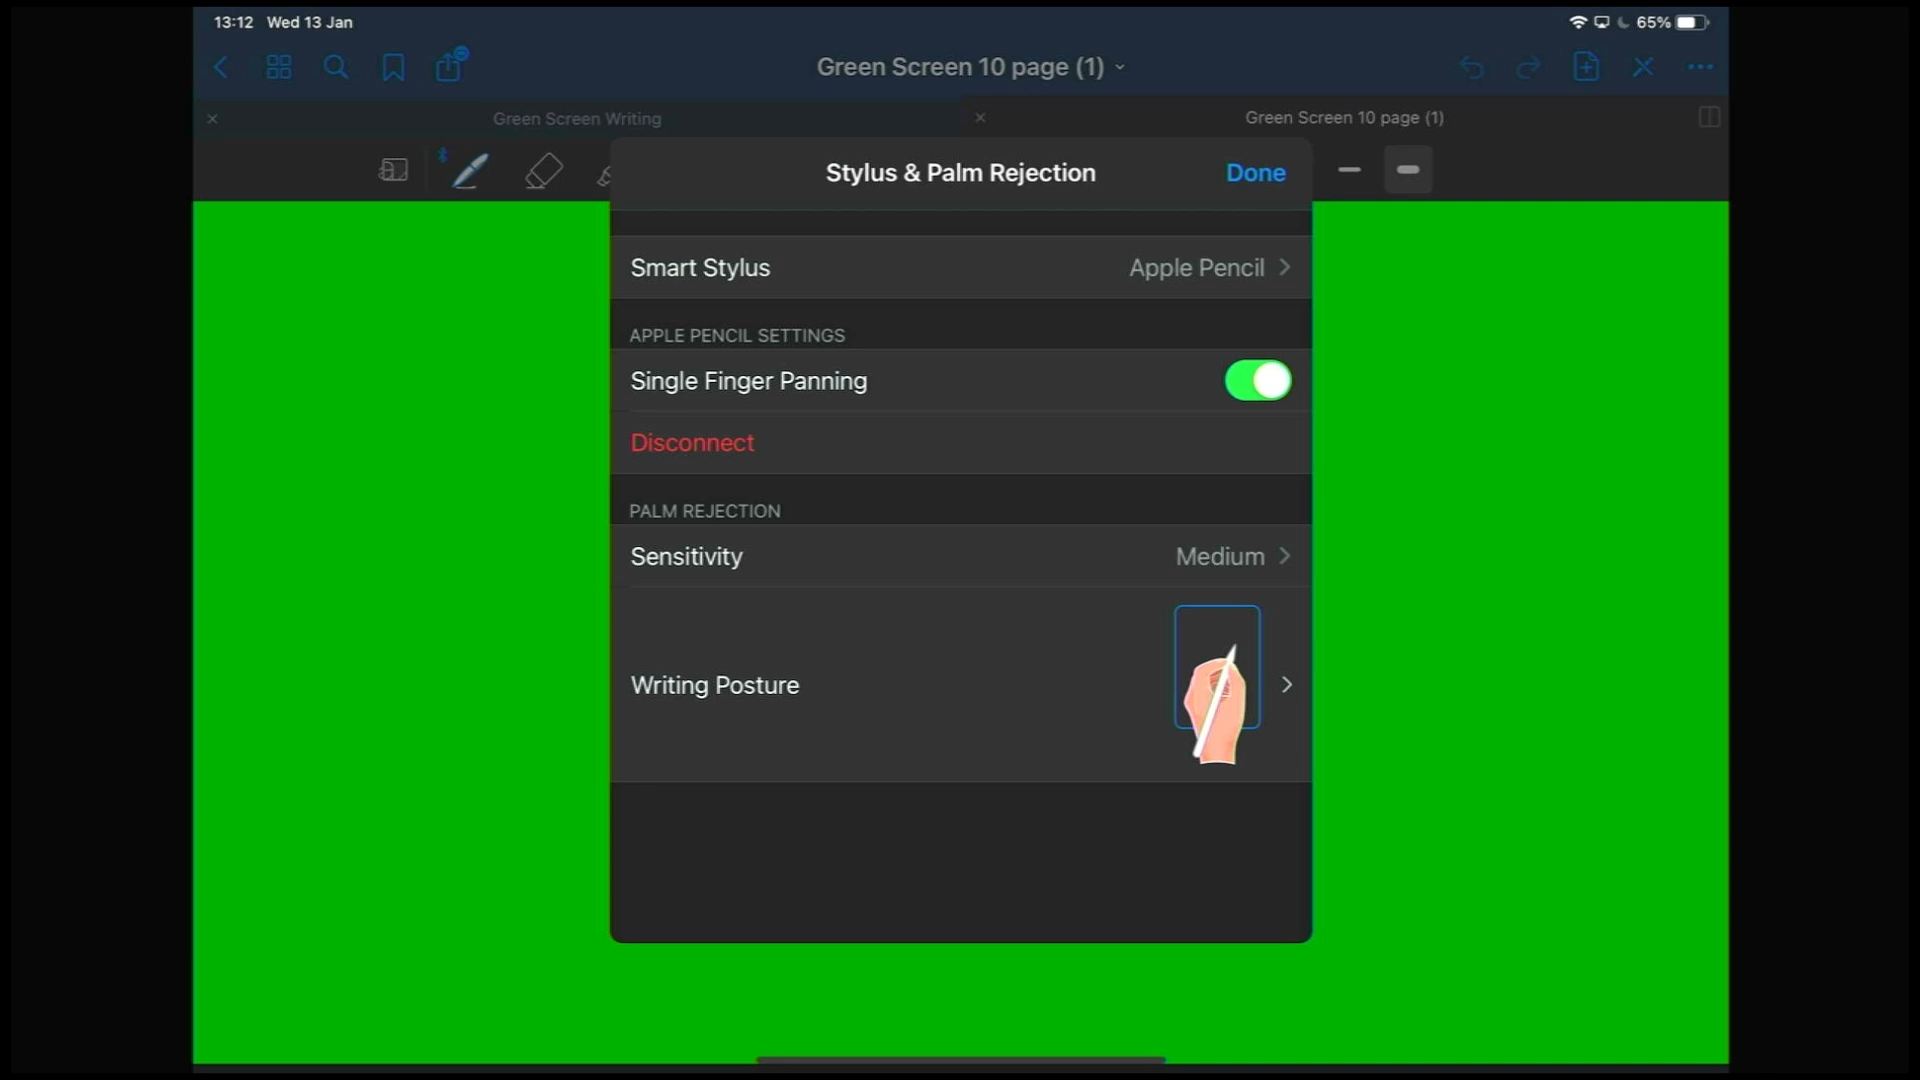 13:12 Wed 13 Jan
65%
Green Screen 10 page (1)
Green Screen Writing
Green Screen 10 page (1)
Stylus & Palm Rejection
Done
Smart Stylus
Apple Pencil
APPLE PENCIL SETTINGS
Single Finger Panning
Disconnect
PALM REJECTION
Sensitivity
Medium
Writing Posture